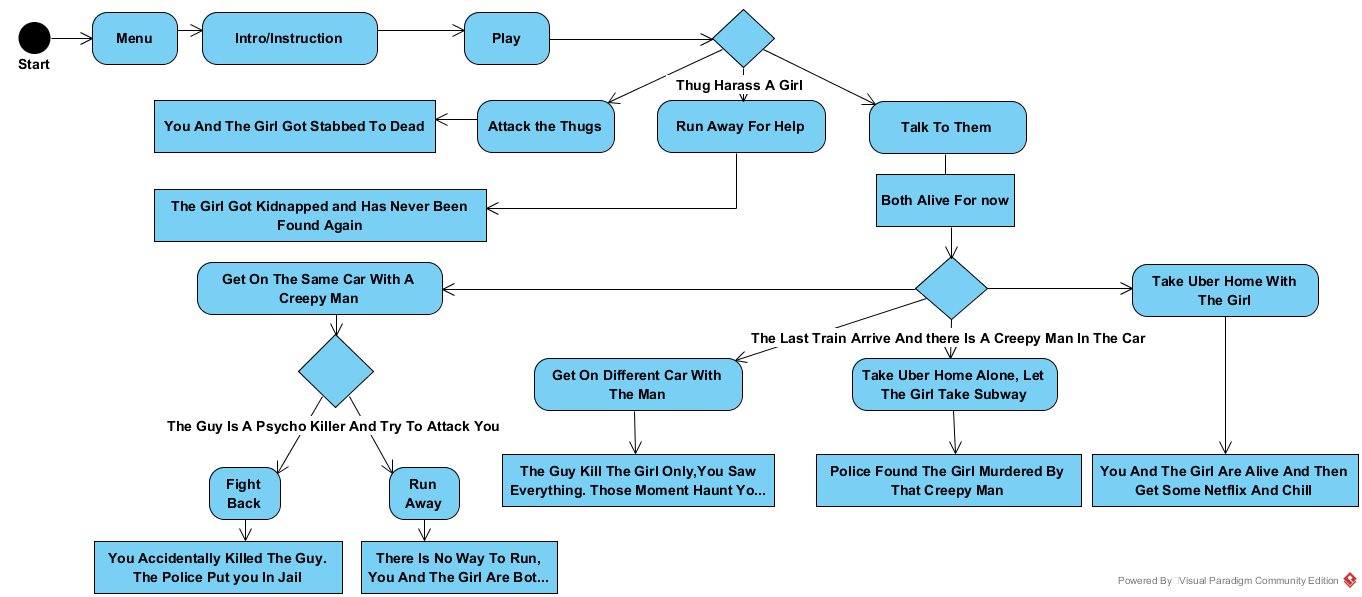 Menu
Intro/Instruction
Play
Start
Thug Harass A Girl
You And The Girl Got Stabbed To Dead
Attack the Thugs
Run Away For Help
Talk To Them
The Girl Got Kidnapped and Has Never Been
Found Again
Both Alive For now
Get On The Same Car With A
Creepy Man
Take Uber Home With
The Girl
The Last Train Arrive And there Is A Creepy Man In The Car
Get On Different Car With
The Man
Take Uber Home Alone, Let
The Girl Take Subway
The Guy Is A Psycho Killer And Try To Attack You
The Guy Kill The Girl Only,You Saw
Everything. Those Moment Haunt Yo...
Police Found The Girl Murdered By
That Creepy Man
You And The Girl Are Alive And Then
Get Some Netflix And Chill
Fight
Back
Run
Away
You Accidentally Killed The Guy.
The Police Put you In Jail
There Is No Way To Run,
You And The Girl Are Bot...
Powered By Visual Paradigm Community Edition